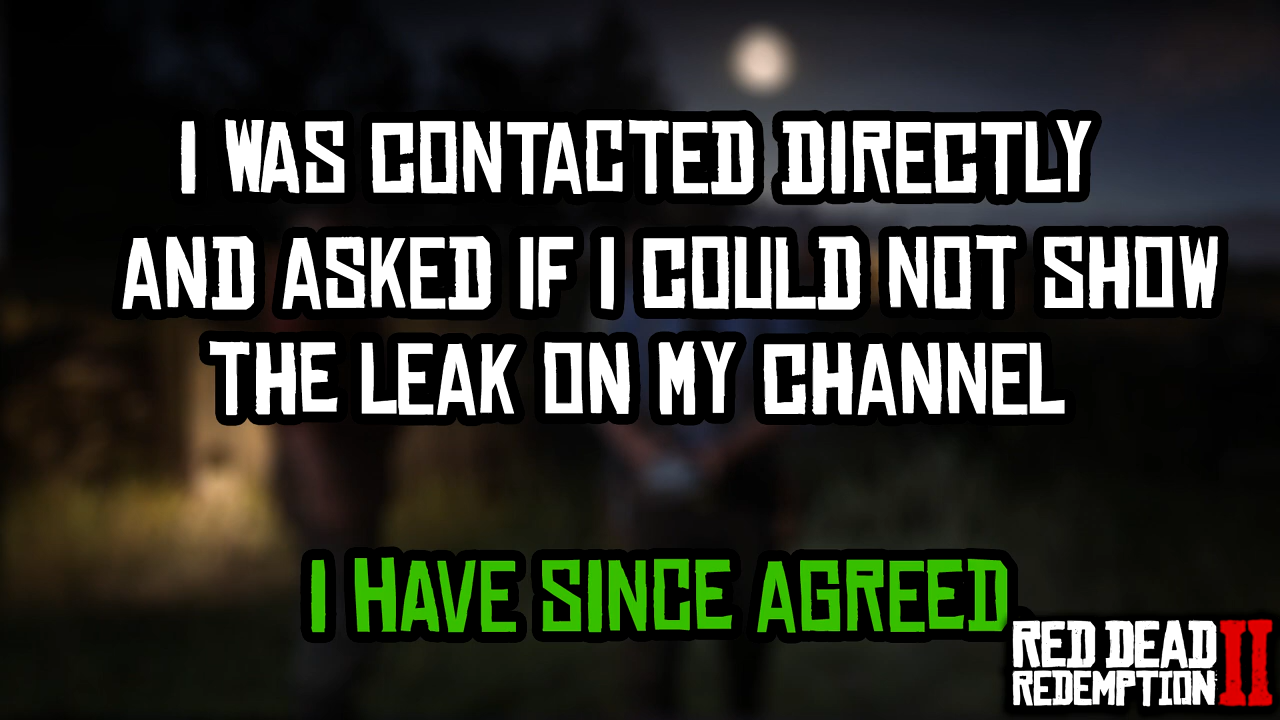 I WAS CONTACTED DIRECTLY
AND ASKED IF I COULD NOT SHOW
THE LEAK ON MY CHANNEL
I HAVE SINCE AGREED
RED DEAD
REDEMPTION II